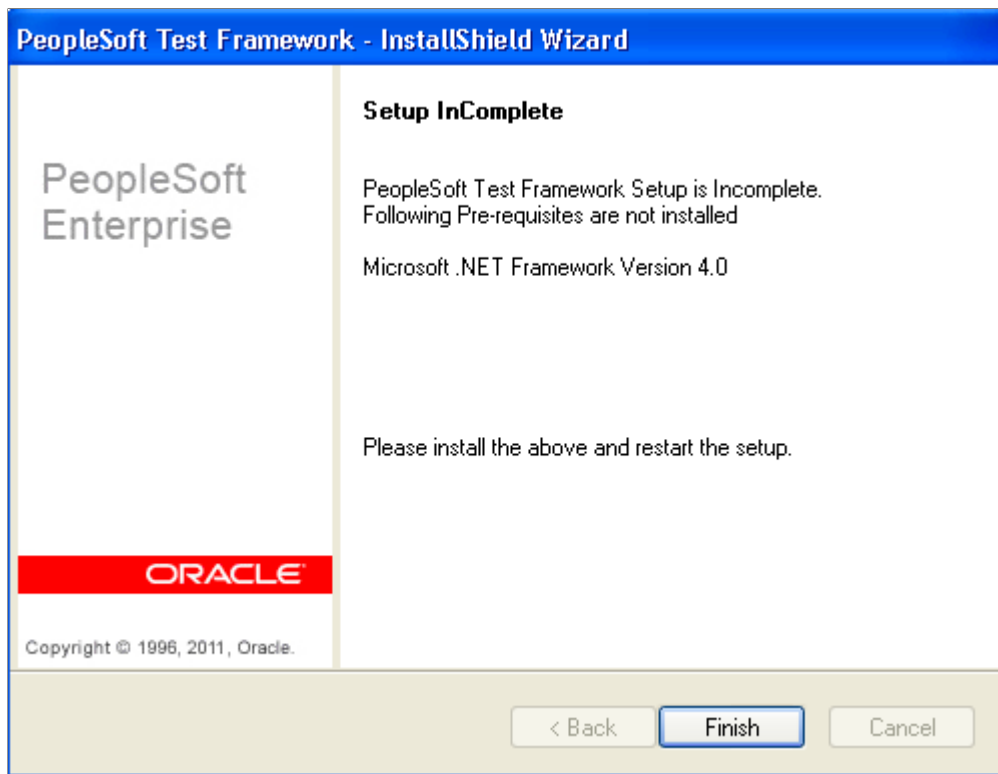 PeopleSoft Test Framework - InstallShield Wizard
PeopleSoft
Enterprise
ORACLE
Copyright © 1996, 2011, Oracle.
Setup InComplete
PeopleSoft Test Framework Setup is Incomplete.
Following Pre-requisites are not installed
Microsoft .NET Framework Version 4.0
Please install the above and restart the setup.
< Back
Finish
Cancel